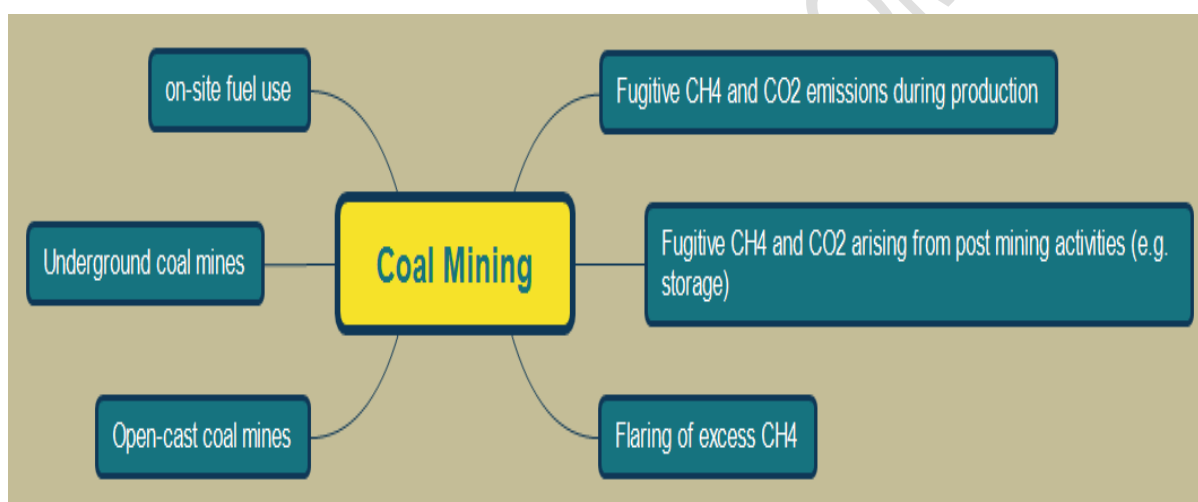 on-site fuel use
Fugitive CH4 and CO2 emissions during production
Underground coal mines
Coal Mining
Fugitive CH4 and CO2 arising from post mining activities (e.g.
storage)
Open-cast coal mines
Flaring of excess CH4